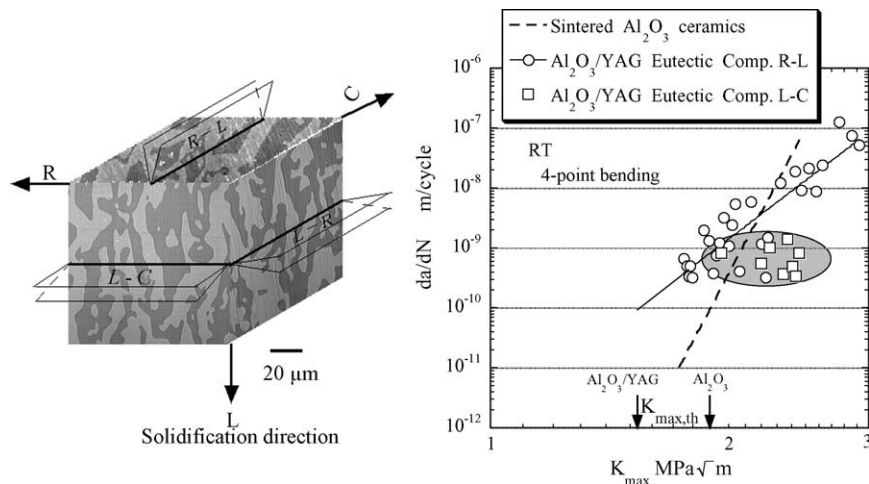 C
R – L
R
L – R
L - C
20 μm
L
Solidification direction
Sintered Al₂O₃ ceramics
Al₂O₃/YAG Eutectic Comp. R-L
Al₂O₃/YAG Eutectic Comp. L-C
10⁻⁶
10⁻⁷
10⁻⁸
10⁻⁹
10⁻¹⁰
10⁻¹¹
10⁻¹²
da/dN m/cycle
RT
4-point bending
Al₂O₃/YAG
Al₂O₃
K_max,th
1
2
3
K_max MPa√m